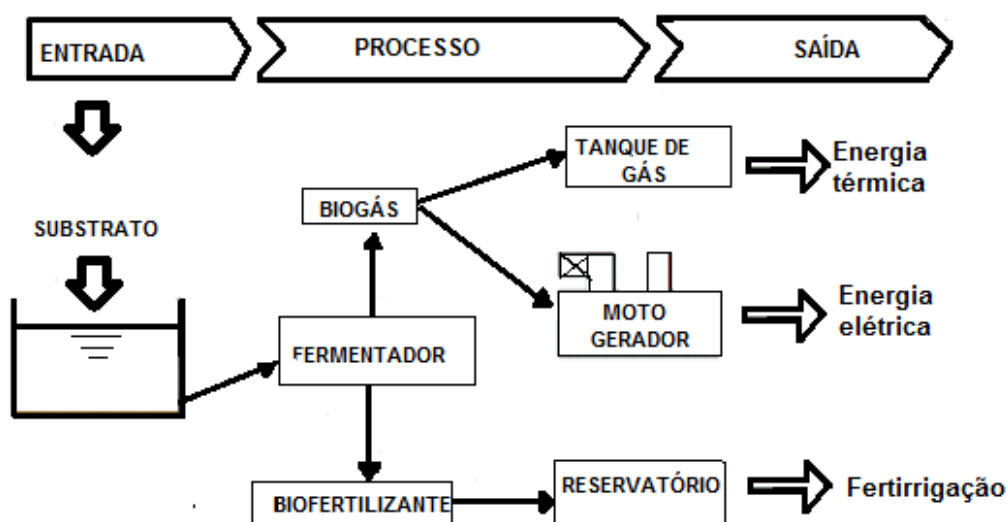 ENTRADA
PROCESSO
SAÍDA
TANQUE DE
GÁS
Energia
térmica
BIOGÁS
SUBSTRATO
MOTO
GERADOR
Energia
elétrica
FERMENTADOR
BIOFERTILIZANTE
RESERVATÓRIO
Fertirrigação